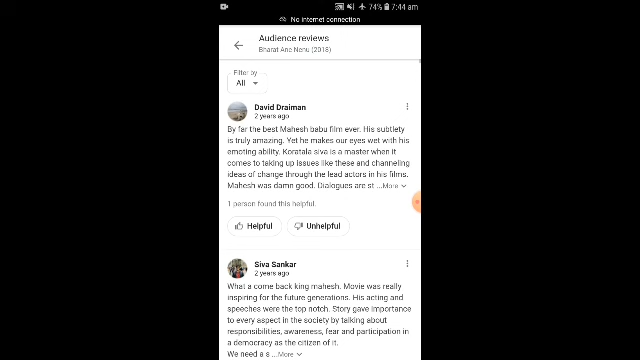 74% 7:44 am
No internet connection
Audience reviews
Bharat Ane Nenu (2018)
Filter by
All
David Draiman
2 years ago
By far the best Mahesh babu film ever. His subtlety
is truly amazing. Yet he makes our eyes wet with his
emoting ability. Koratala siva is a master when it
comes to taking up issues like these and channeling
ideas of change through the lead actors in his films.
Mahesh was damn good. Dialogues are st ...More
1 person found this helpful.
Helpful Unhelpful
Siva Sankar
2 years ago
What a come back king mahesh. Movie was really
inspiring for the future generations. His acting and
speeches were the top notch. Story gave importance
to every aspect in the society by talking about
responsibilities, awareness, fear and participation in
a democracy as the citizen of it.
We need a s ...More